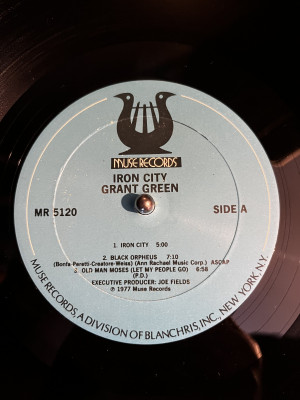 MUSE RECORDS
IRON CITY
GRANT GREEN
MR 5120
SIDE A
1. IRON CITY 5:00
2. BLACK ORPHEUS 7:10
(Bonfa-Peretti-Creatore-Weiss) (Ann Rachael Music Corp.) ASCAP
3. OLD MAN MOSES (LET MY PEOPLE GO) 6:58
(P.D.)
EXECUTIVE PRODUCER: JOE FIELDS
℗ 1977 Muse Records
MUSE RECORDS, A DIVISION OF BLANCHRIS, INC., NEW YORK, N.Y.